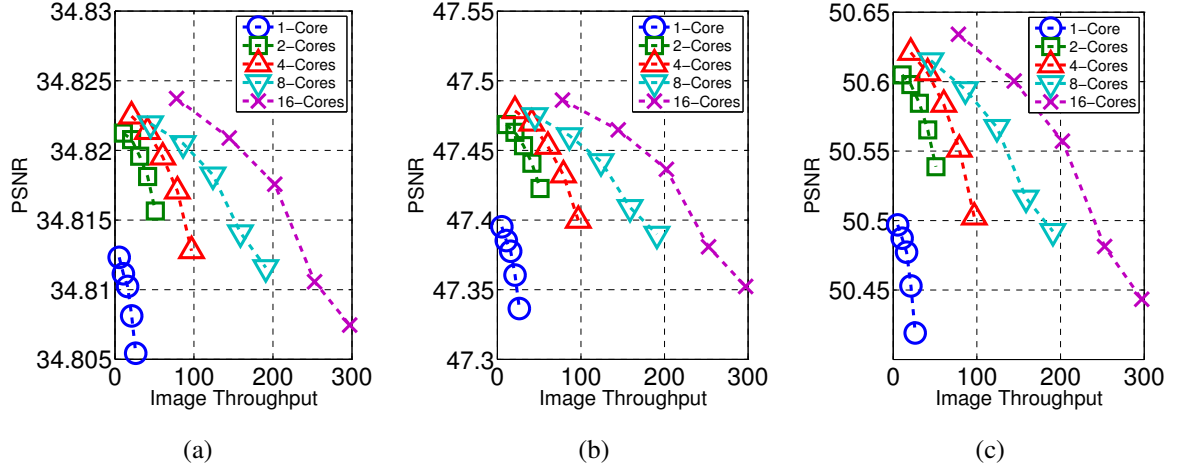 34.83
34.825
34.82
34.815
34.81
34.805
PSNR
0 100 200 300
Image Throughput
1−Core
2−Cores
4−Cores
8−Cores
16−Cores
(a)
47.55
47.5
47.45
47.4
47.35
47.3
PSNR
0 100 200 300
Image Throughput
1−Core
2−Cores
4−Cores
8−Cores
16−Cores
(b)
50.65
50.6
50.55
50.5
50.45
PSNR
0 100 200 300
Image Throughput
1−Core
2−Cores
4−Cores
8−Cores
16−Cores
(c)